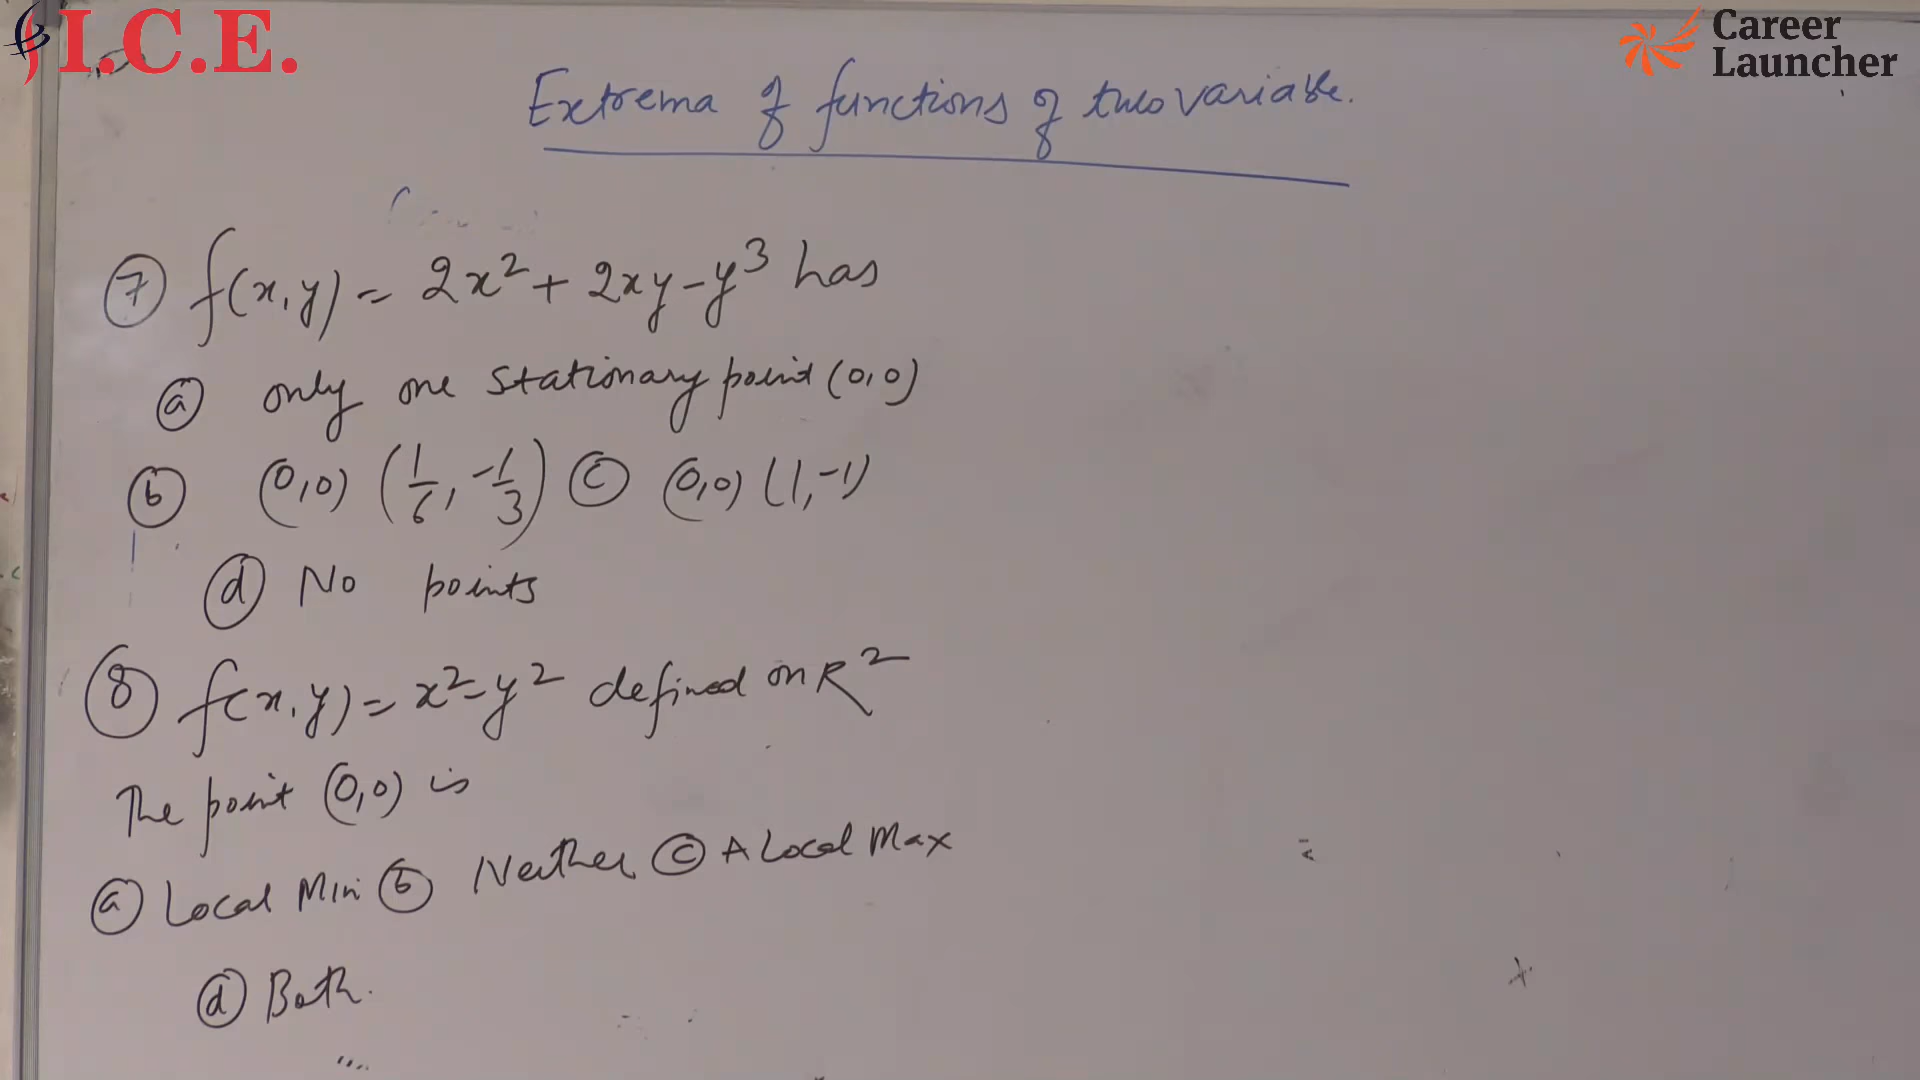 I.C.E.
Career
Launcher
Extrema of functions of two variable.
⑦ f(x,y) = 2x² + 2xy - y³ has
ⓐ only one stationary point (0,0)
ⓑ (0,0) (1/6, -1/3) ⓒ (0,0) (1,-1)
ⓓ No points
⑧ f(x,y) = x² - y² defined on R²
The point (0,0) is
ⓐ Local Min ⓑ Neither ⓒ A Local Max
ⓓ Both.